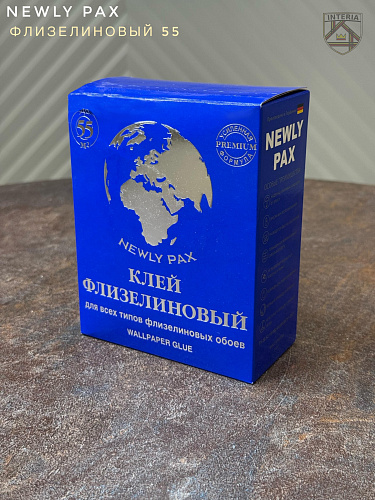 NEWLY PAX
ФЛИЗЕЛИНОВЫЙ 55
INTERIA
55
М²
УСИЛЕННАЯ
PREMIUM
ФОРМУЛА
NEWLY PAX
КЛЕЙ
ФЛИЗЕЛИНОВЫЙ
для всех типов флизелиновых обоев
WALLPAPER GLUE
NEWLY
PAX